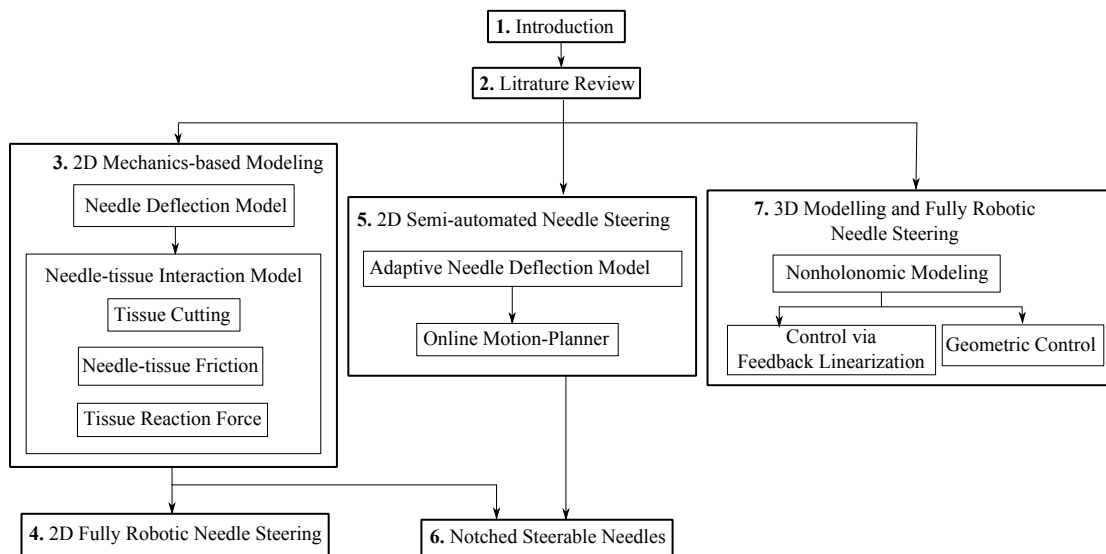 1. Introduction
2. Litrature Review
3. 2D Mechanics-based Modeling
Needle Deflection Model
Needle-tissue Interaction Model
Tissue Cutting
Needle-tissue Friction
Tissue Reaction Force
5. 2D Semi-automated Needle Steering
Adaptive Needle Deflection Model
Online Motion-Planner
7. 3D Modelling and Fully Robotic
Needle Steering
Nonholonomic Modeling
Control via
Feedback Linearization
Geometric Control
4. 2D Fully Robotic Needle Steering
6. Notched Steerable Needles